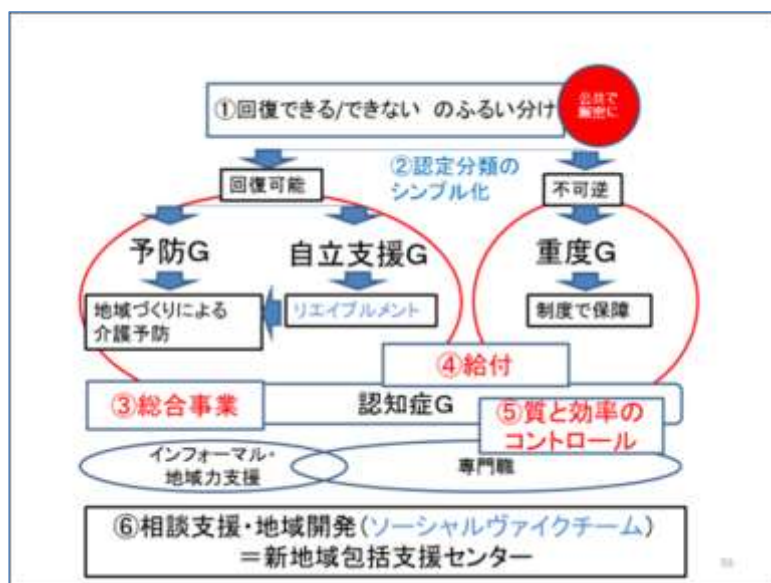 ①回復できる/できない のふるい分け
公共で
厳密に
②認定分類の
シンプル化
回復可能
不可逆
予防G
自立支援G
重度G
地域づくりによる
介護予防
リエイブルメント
制度で保障
④給付
③総合事業
認知症G
⑤質と効率の
コントロール
インフォーマル・
地域力支援
専門職
⑥相談支援・地域開発(ソーシャルヴァイクチーム)
＝新地域包括支援センター